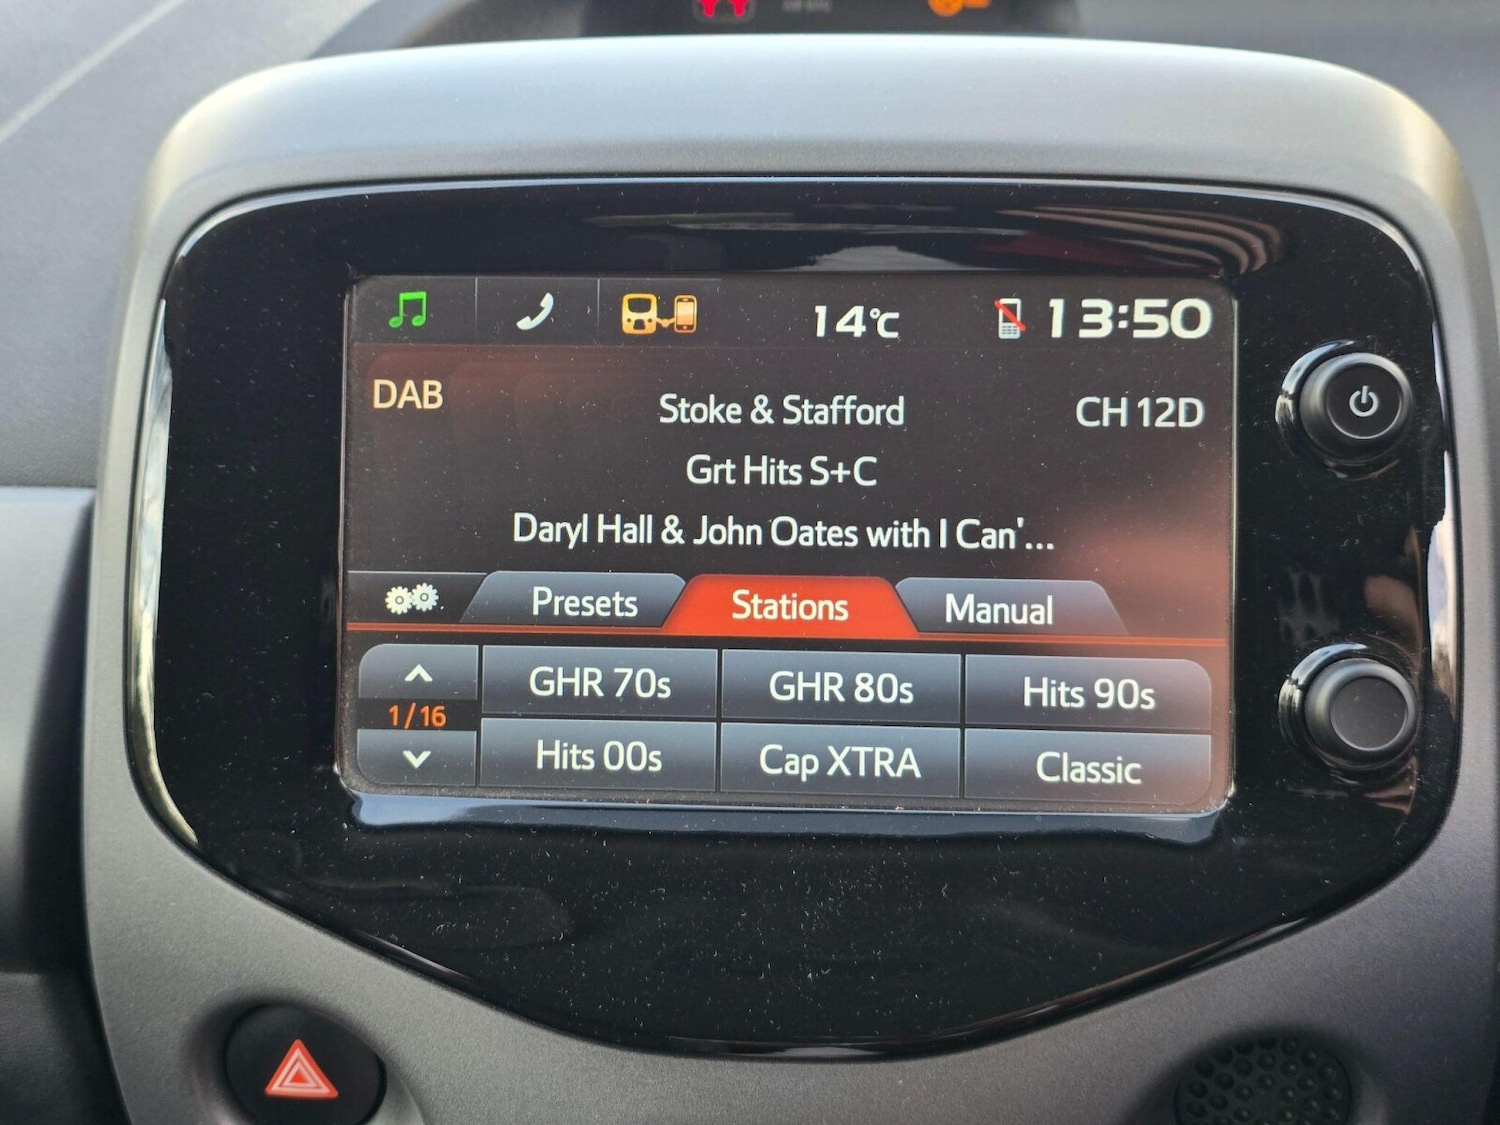 14°C 13:50
DAB Stoke & Stafford CH 12D
Grt Hits S+C
Daryl Hall & John Oates with I Can'...
Presets Stations Manual
GHR 70s GHR 80s Hits 90s
1/16
Hits 00s Cap XTRA Classic